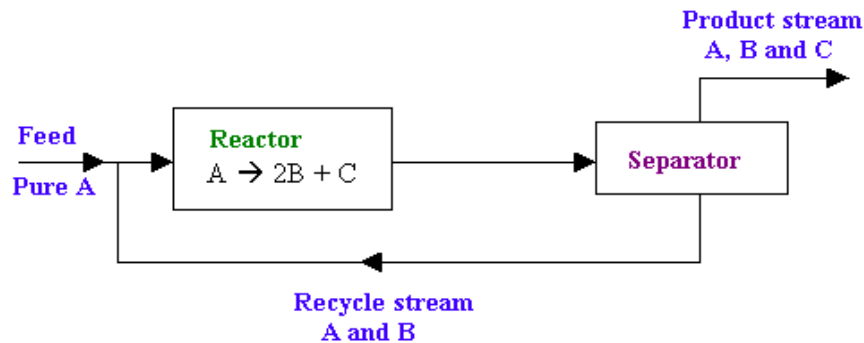 Product stream
A, B and C
Feed
Pure A
Reactor
A → 2B + C
Separator
Recycle stream
A and B